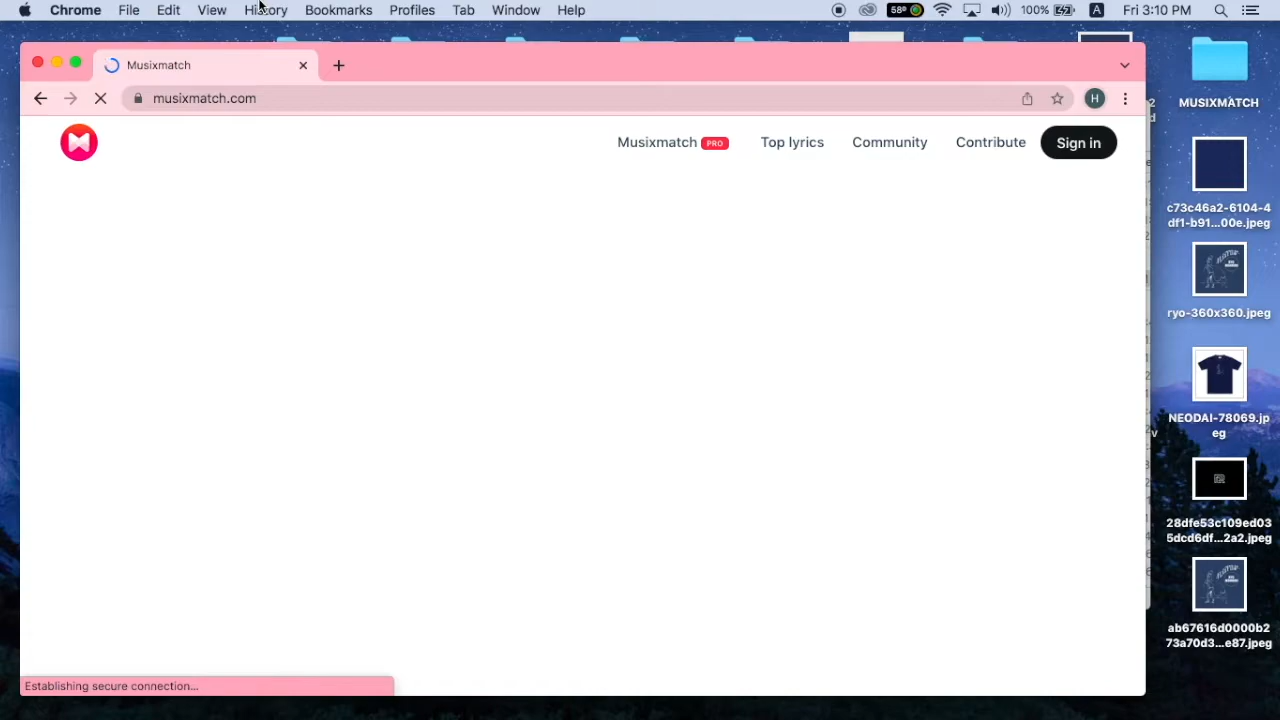 Chrome File Edit View History Bookmarks Profiles Tab Window Help 58° 100% A Fri 3:10 PM
Musixmatch
musixmatch.com H
Musixmatch PRO Top lyrics Community Contribute Sign in
MUSIXMATCH
c73c46a2-6104-4
df1-b91...00e.jpeg
ryo-360x360.jpeg
NEODAI-78069.jp
eg
28dfe53c109ed03
5dcd6df...2a2.jpeg
ab67616d0000b2
73a70d3...e87.jpeg
Establishing secure connection...